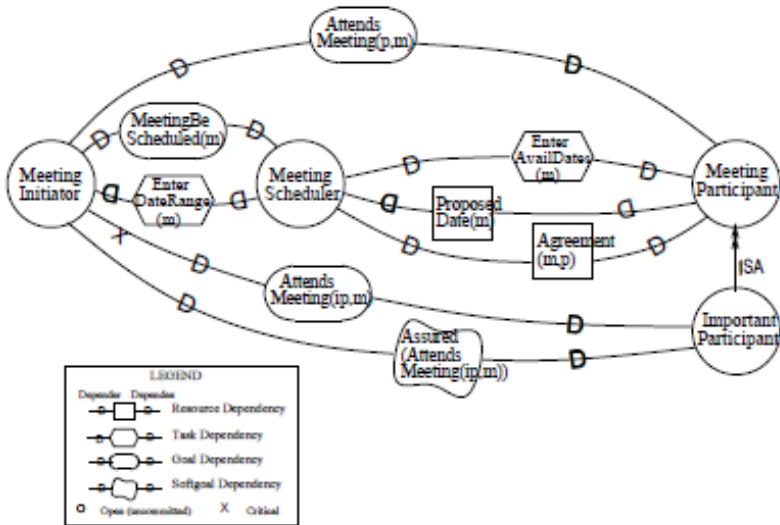 Attends
Meeting(p,m)
D
D
MeetingBe
Scheduled(m)
D
D
Meeting
Initiator
Enter
DateRange
(m)
D
D
Meeting
Scheduler
Enter
AvailDates
(m)
D
D
Meeting
Participant
Proposed
Date(m)
D
D
Agreement
(m,p)
D
D
X
ISA
Attends
Meeting(ip,m)
D
D
Important
Participant
Assured
(Attends
Meeting(ip,m))
D
D
LEGEND
Depender Dependee
D D Resource Dependency
D D Task Dependency
D D Goal Dependency
D D Softgoal Dependency
O Open (uncommitted) X Critical